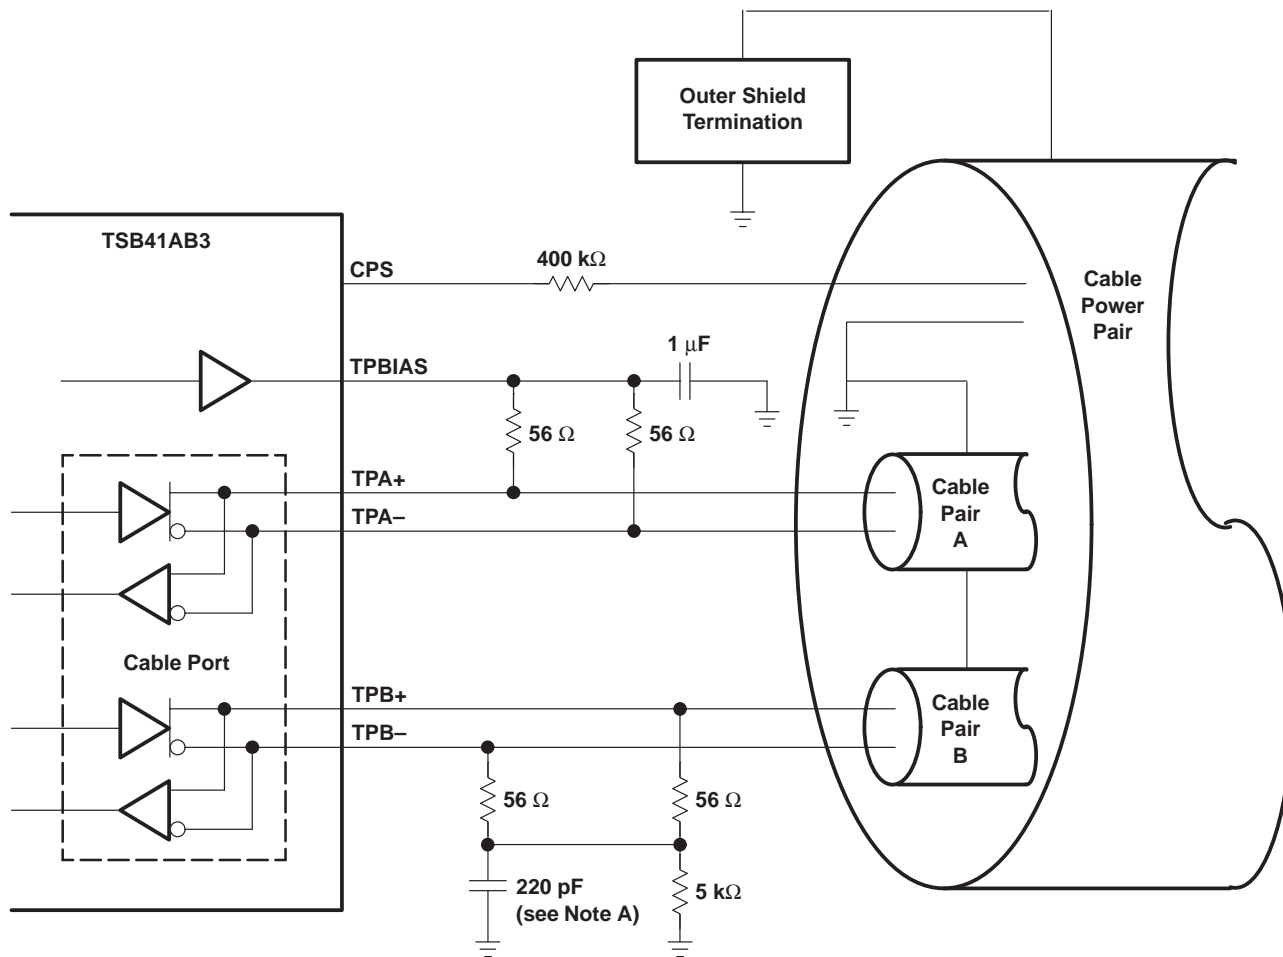 Outer Shield
Termination
TSB41AB3
CPS
400 kΩ
Cable
Power
Pair
TPBIAS
1 μF
56 Ω
56 Ω
TPA+
TPA–
Cable
Pair
A
Cable Port
TPB+
TPB–
Cable
Pair
B
56 Ω
56 Ω
220 pF
(see Note A)
5 kΩ